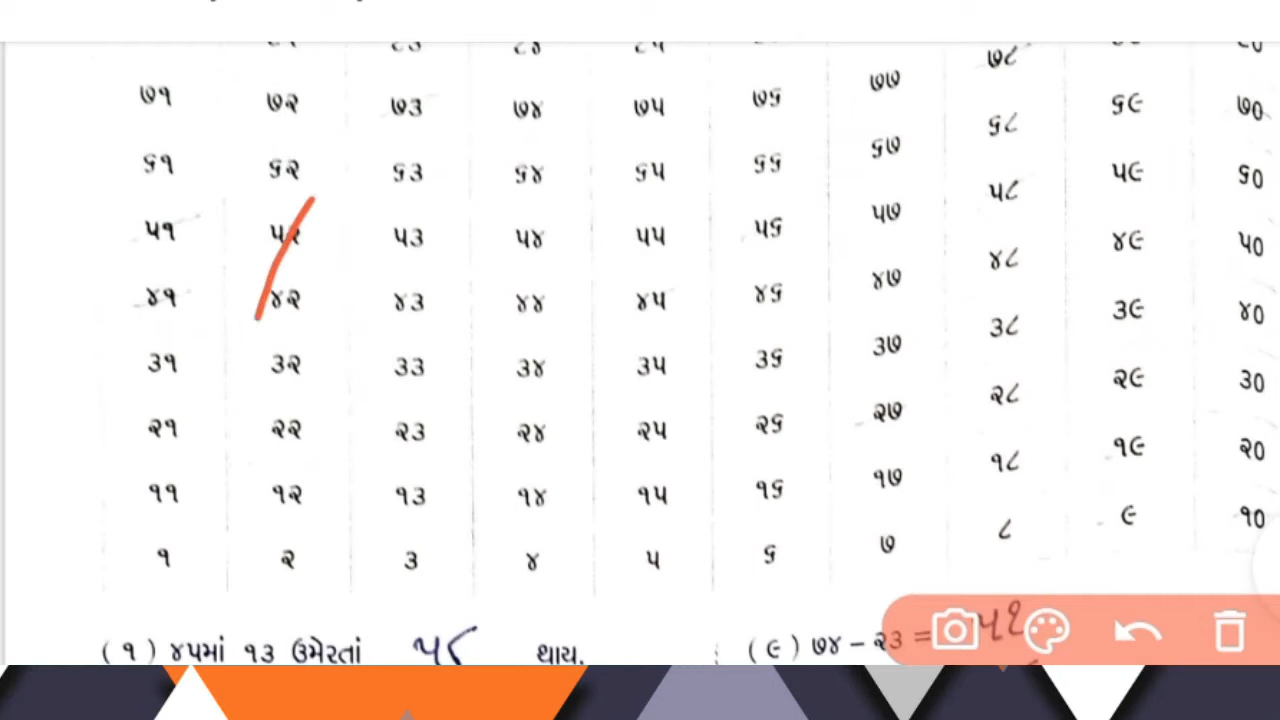 ૭૧ ૭૨ ૭૩ ૭૪ ૭૫ ૭૬ ૭૭ ૭૮
૬૧ ૬૨ ૬૩ ૬૪ ૬૫ ૬૬ ૬૭ ૬૮ ૬૯ ૭૦
૫૧ ૫૨ ૫૩ ૫૪ ૫૫ ૫૬ ૫૭ ૫૮ ૫૯ ૬૦
૪૧ ૪૨ ૪૩ ૪૪ ૪૫ ૪૬ ૪૭ ૪૮ ૪૯ ૫૦
૩૧ ૩૨ ૩૩ ૩૪ ૩૫ ૩૬ ૩૭ ૩૮ ૩૯ ૪૦
૨૧ ૨૨ ૨૩ ૨૪ ૨૫ ૨૬ ૨૭ ૨૮ ૨૯ ૩૦
૧૧ ૧૨ ૧૩ ૧૪ ૧૫ ૧૬ ૧૭ ૧૮ ૧૯ ૨૦
૧ ૨ ૩ ૪ ૫ ૬ ૭ ૮ ૯ ૧૦
(૧) ૪૫માં ૧૩ ઉમેરતાં ૫૮ થાય. (૯) ૭૪ – ૨૩ = ૫૧